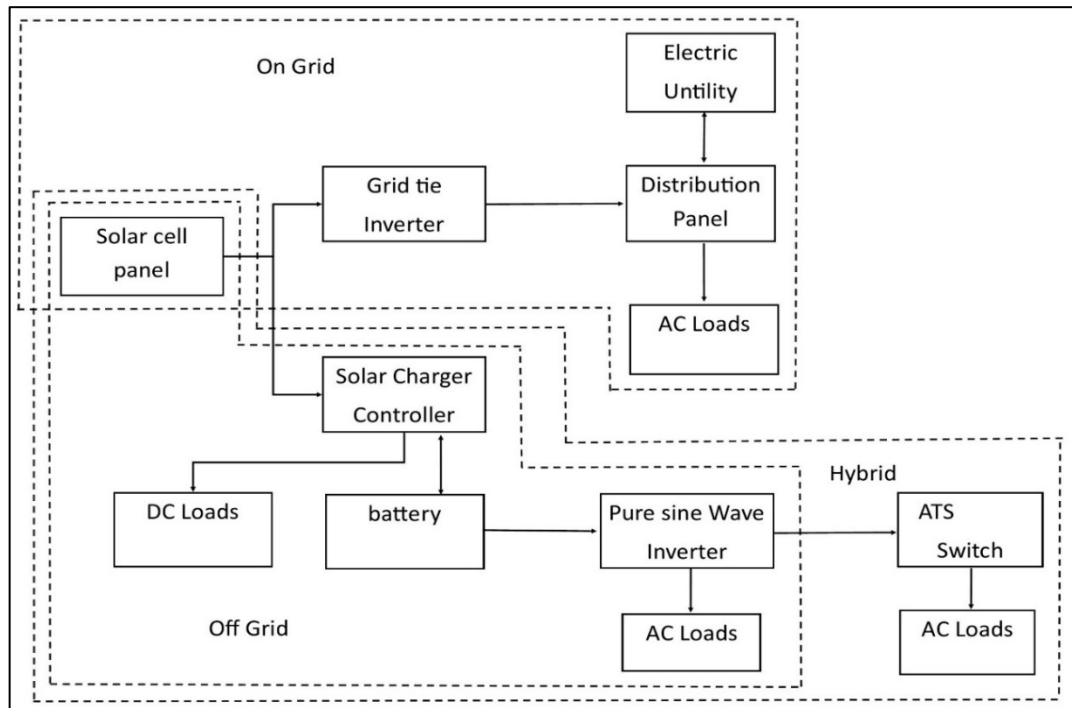 On Grid
Electric
Untility
Grid tie
Inverter
Distribution
Panel
Solar cell
panel
AC Loads
Solar Charger
Controller
Hybrid
DC Loads
battery
Pure sine Wave
Inverter
ATS
Switch
Off Grid
AC Loads
AC Loads